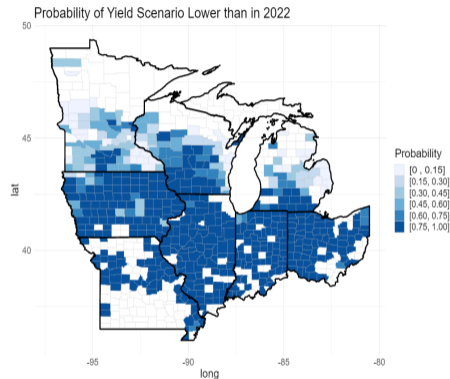 Probability of Yield Scenario Lower than in 2022
50
45
40
lat
-95
-90
-85
-80
long
Probability
[0 , 0.15]
[0.15, 0.30]
[0.30, 0.45]
[0.45, 0.60]
[0.60, 0.75]
[0.75, 1.00]